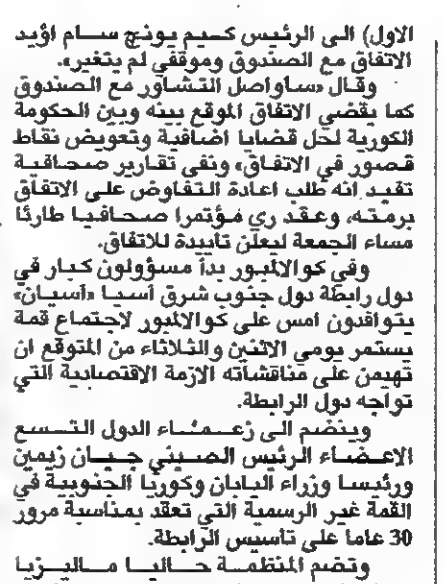 الاول) الى الرئيس كيم يونج سام اؤيد
الاتفاق مع الصندوق وموقفي لم يتغير».
وقال «ساواصل التشاور مع الصندوق
كما يقضي الاتفاق الموقع بينه وبين الحكومة
الكورية لحل قضايا اضافية وتعويض نقاط
قصور في الاتفاق» ونفى تقارير صحافية
تفيد انه طلب اعادة التفاوض على الاتفاق
برمته، وعقد ري مؤتمرا صحافيا طارئا
مساء الجمعة ليعلن تاييدة للاتفاق.
وفي كوالالمبور بدأ مسؤولون كبار في
دول رابطة دول جنوب شرق آسيا «آسيان»
يتوافدون امس على كوالالمبور لاجتماع قمة
يستمر يومي الاثنين والثلاثاء من المتوقع ان
تهيمن على مناقشاته الازمة الاقتصادية التي
تواجه دول الرابطة.
وينضم الى زعماء الدول التسع
الاعضاء الرئيس الصيني جيان زيمين
ورئيسا وزراء اليابان وكوريا الجنوبية في
القمة غير الرسمية التي تعقد بمناسبة مرور
30 عاما على تأسيس الرابطة.
وتضم المنظمة حاليا ماليزيا